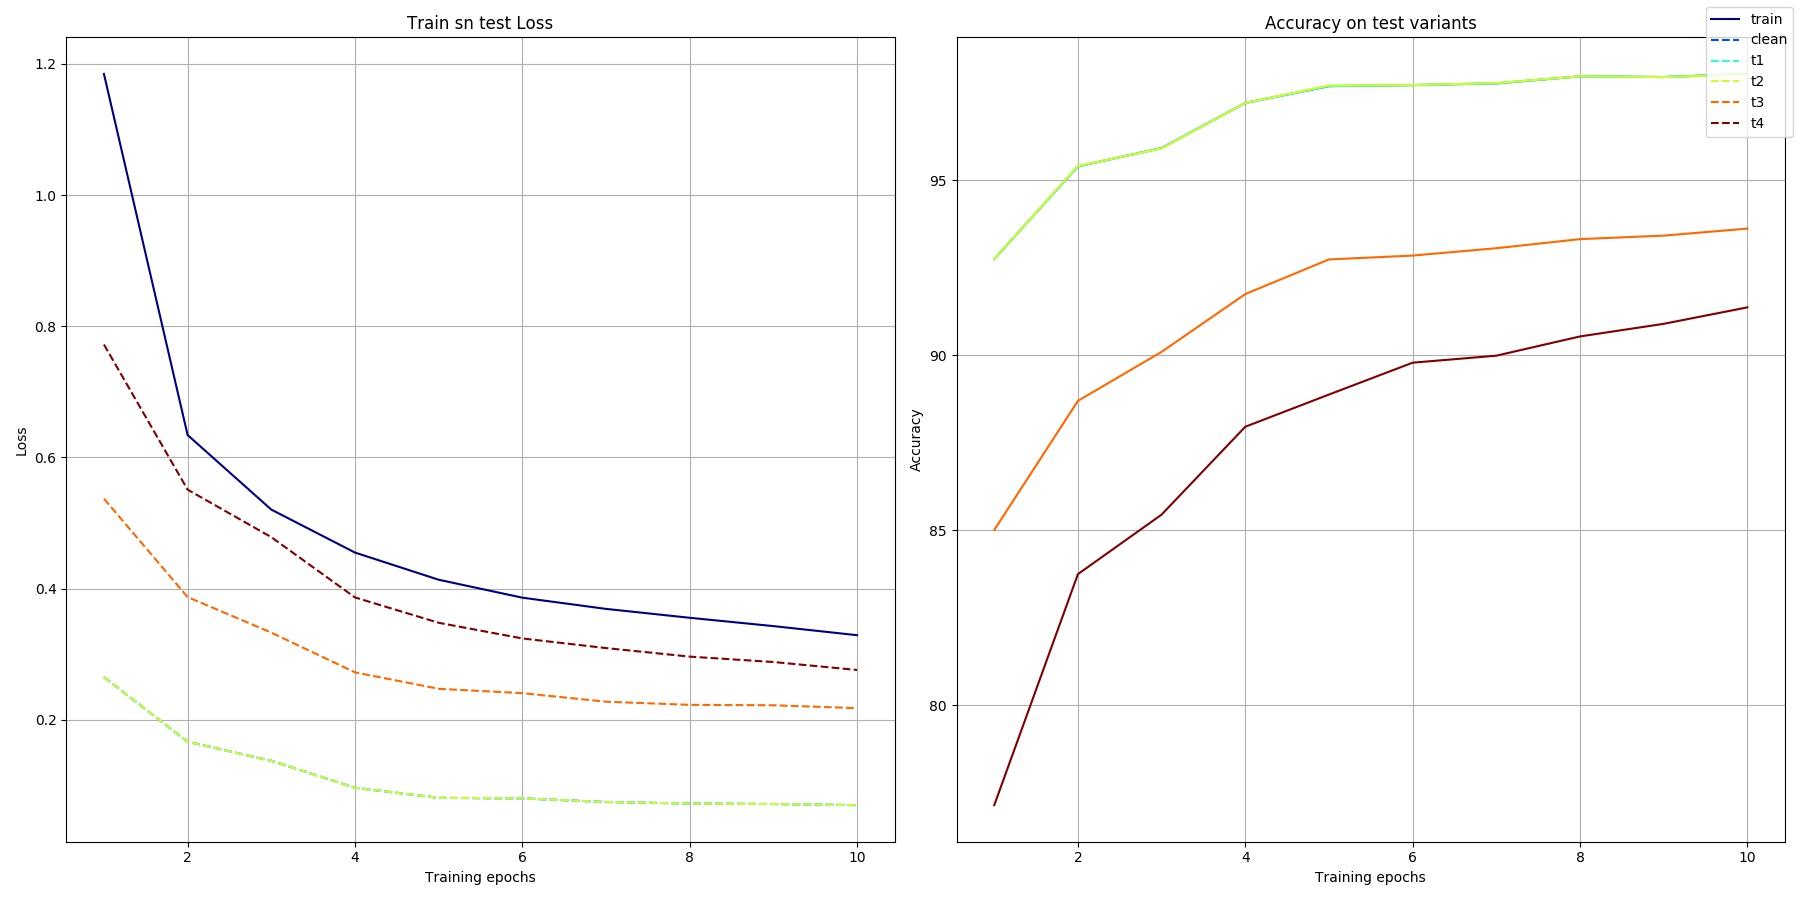 Train sn test Loss
Accuracy on test variants
train
clean
t1
t2
t3
t4
1.2
1.0
0.8
0.6
0.4
0.2
Loss
2
4
6
8
10
Training epochs
95
90
85
80
Accuracy
2
4
6
8
10
Training epochs